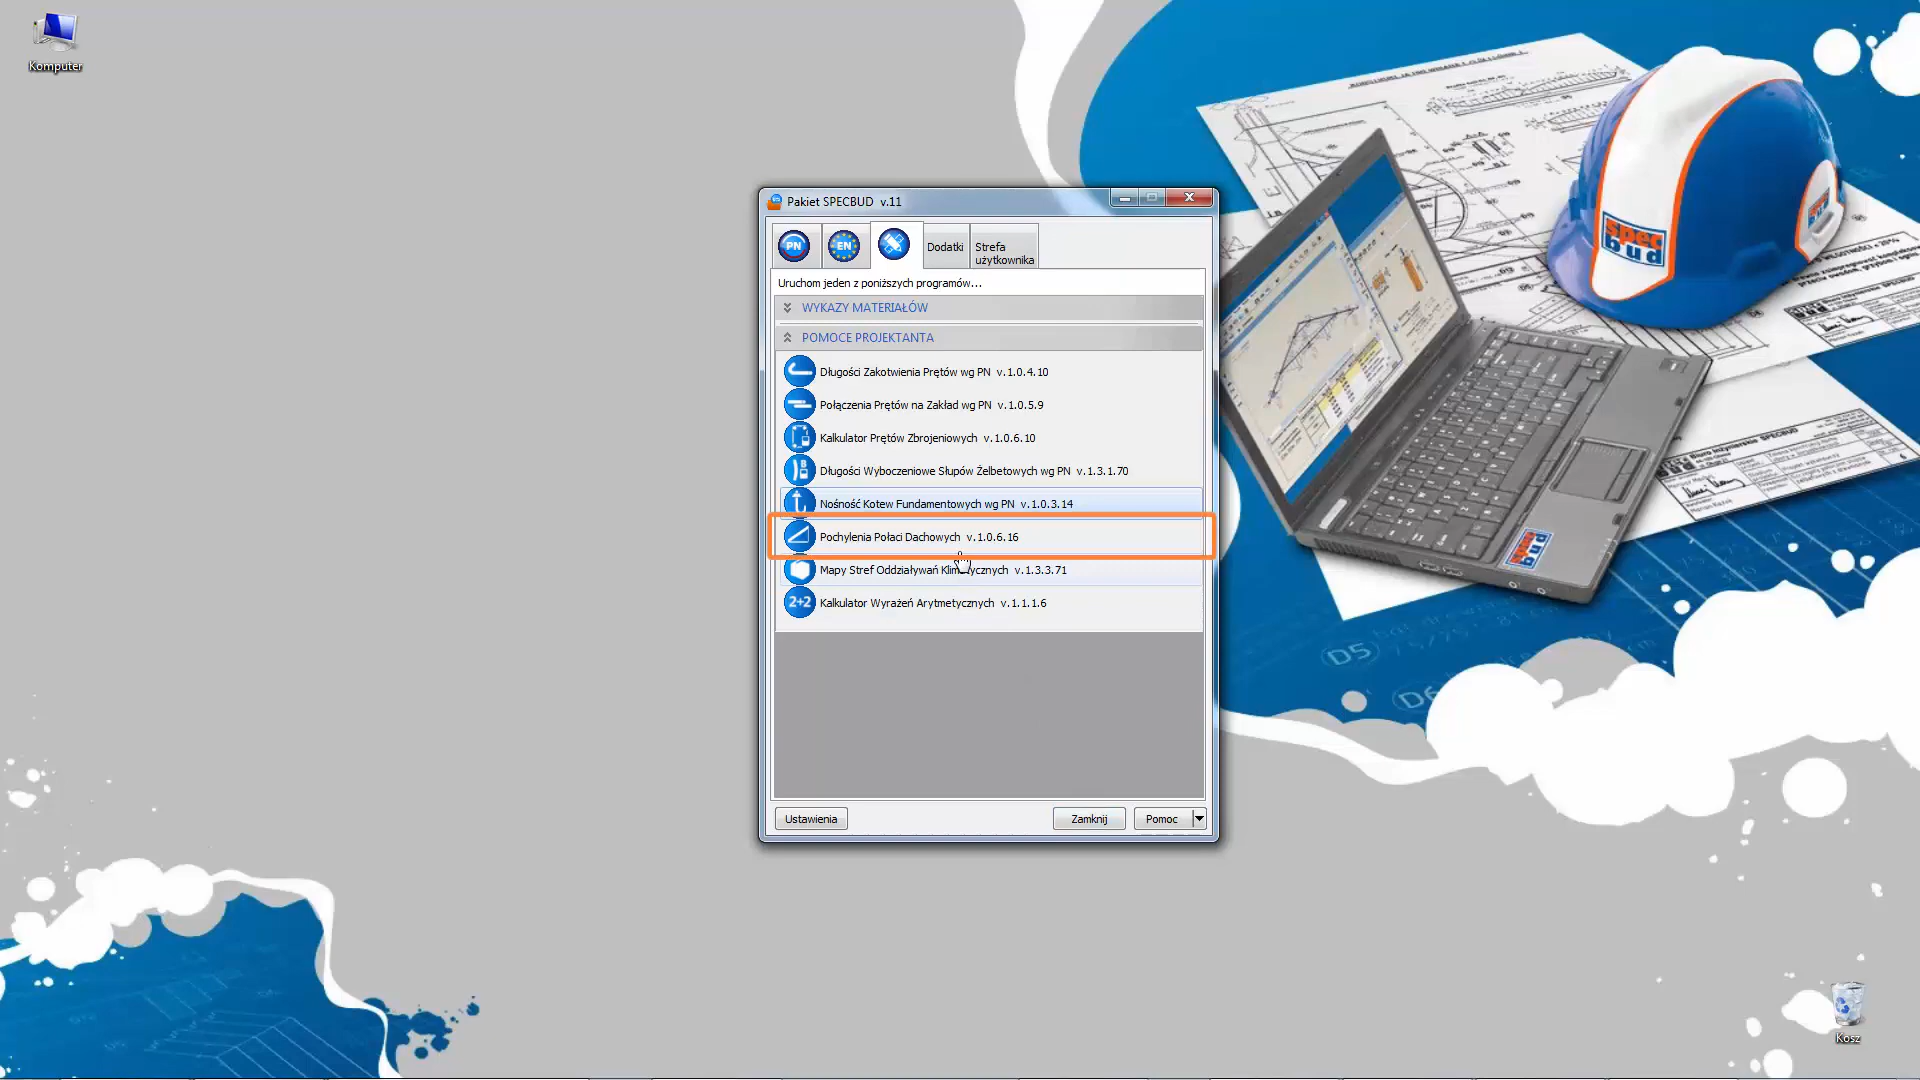 Komputer
Pakiet SPECBUD v.11
PN
EN
Dodatki
Strefa
użytkownika
Uruchom jeden z poniższych programów...
WYKAZY MATERIAŁÓW
POMOCE PROJEKTANTA
Długości Zakotwienia Prętów wg PN v.1.0.4.10
Połączenia Prętów na Zakład wg PN v.1.0.5.9
Kalkulator Prętów Zbrojeniowych v.1.0.6.10
Długości Wyboczeniowe Słupów Żelbetowych wg PN v.1.3.1.70
Nośność Kotew Fundamentowych wg PN v.1.0.3.14
Pochylenia Połaci Dachowych v.1.0.6.16
Mapy Stref Oddziaływań Klimatycznych v.1.3.3.71
2+2 Kalkulator Wyrażeń Arytmetycznych v.1.1.1.6
Ustawienia
Zamknij
Pomoc
spec
bud
D5
Kosz